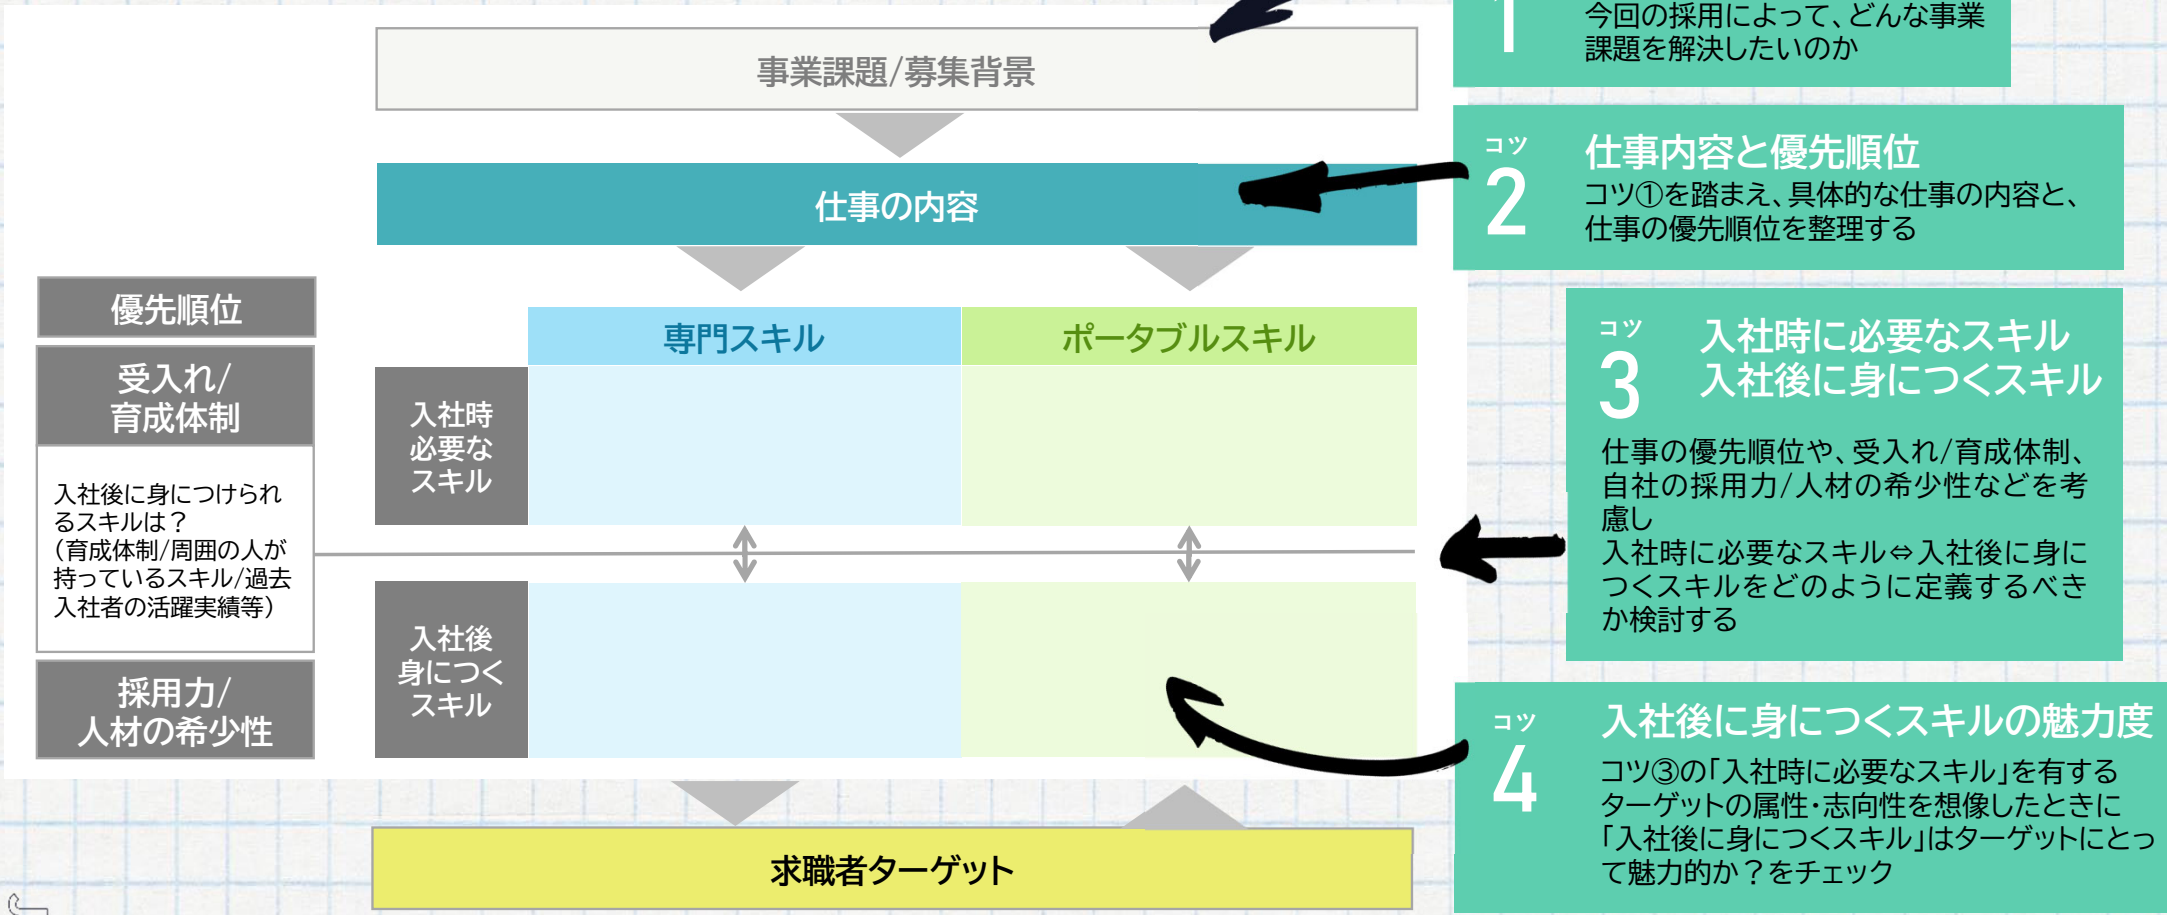 事業課題/募集背景
仕事の内容
優先順位
受入れ/
育成体制
入社後に身につけられ
るスキルは？
（育成体制/周囲の人が
持っているスキル/過去
入社者の活躍実績等）
採用力/
人材の希少性
専門スキル
ポータブルスキル
入社時
必要な
スキル
入社後
身につく
スキル
求職者ターゲット
1
今回の採用によって、どんな事業
課題を解決したいのか
コツ
2
仕事内容と優先順位
コツ①を踏まえ、具体的な仕事の内容と、
仕事の優先順位を整理する
コツ
3
入社時に必要なスキル
入社後に身につくスキル
仕事の優先順位や、受入れ/育成体制、
自社の採用力/人材の希少性などを考
慮し
入社時に必要なスキル⇔入社後に身に
つくスキルをどのように定義するべき
か検討する
コツ
4
入社後に身につくスキルの魅力度
コツ③の「入社時に必要なスキル」を有する
ターゲットの属性・志向性を想像したときに
「入社後に身につくスキル」はターゲットにとっ
て魅力的か？をチェック